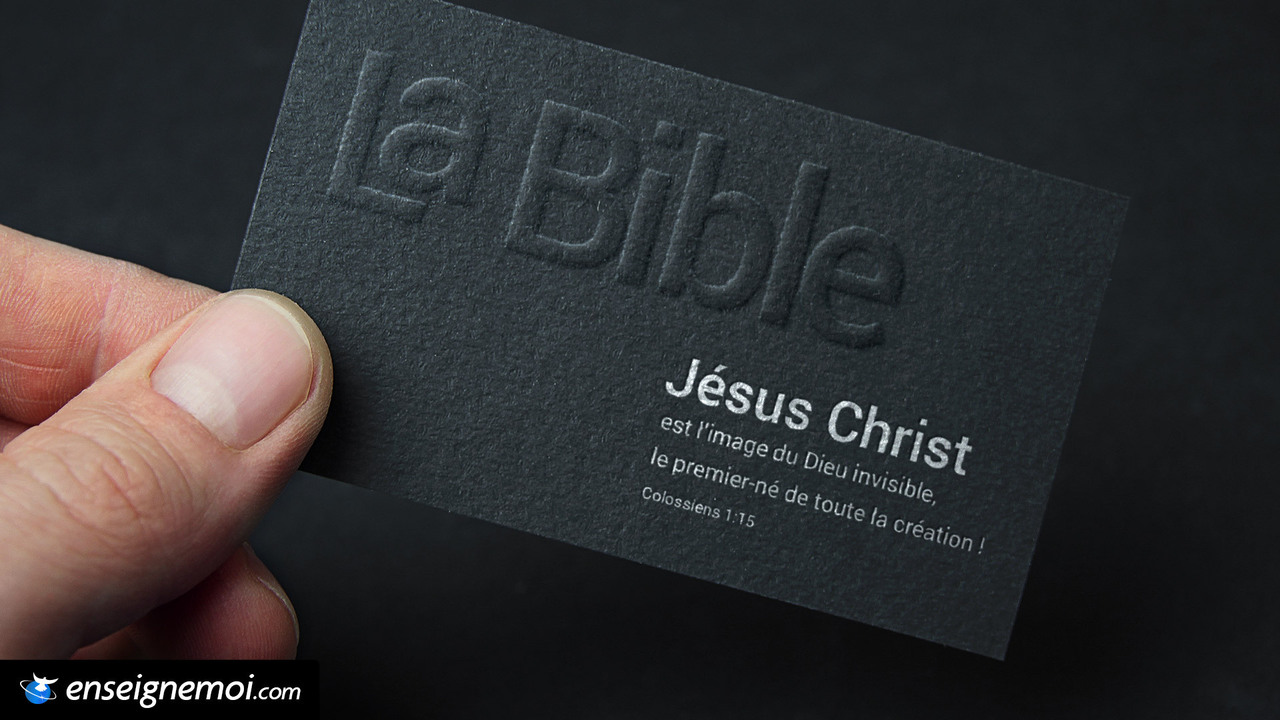 La Bible
Jésus Christ
est l'image du Dieu invisible,
le premier-né de toute la création !
Colossiens 1:15
enseignemoi.com